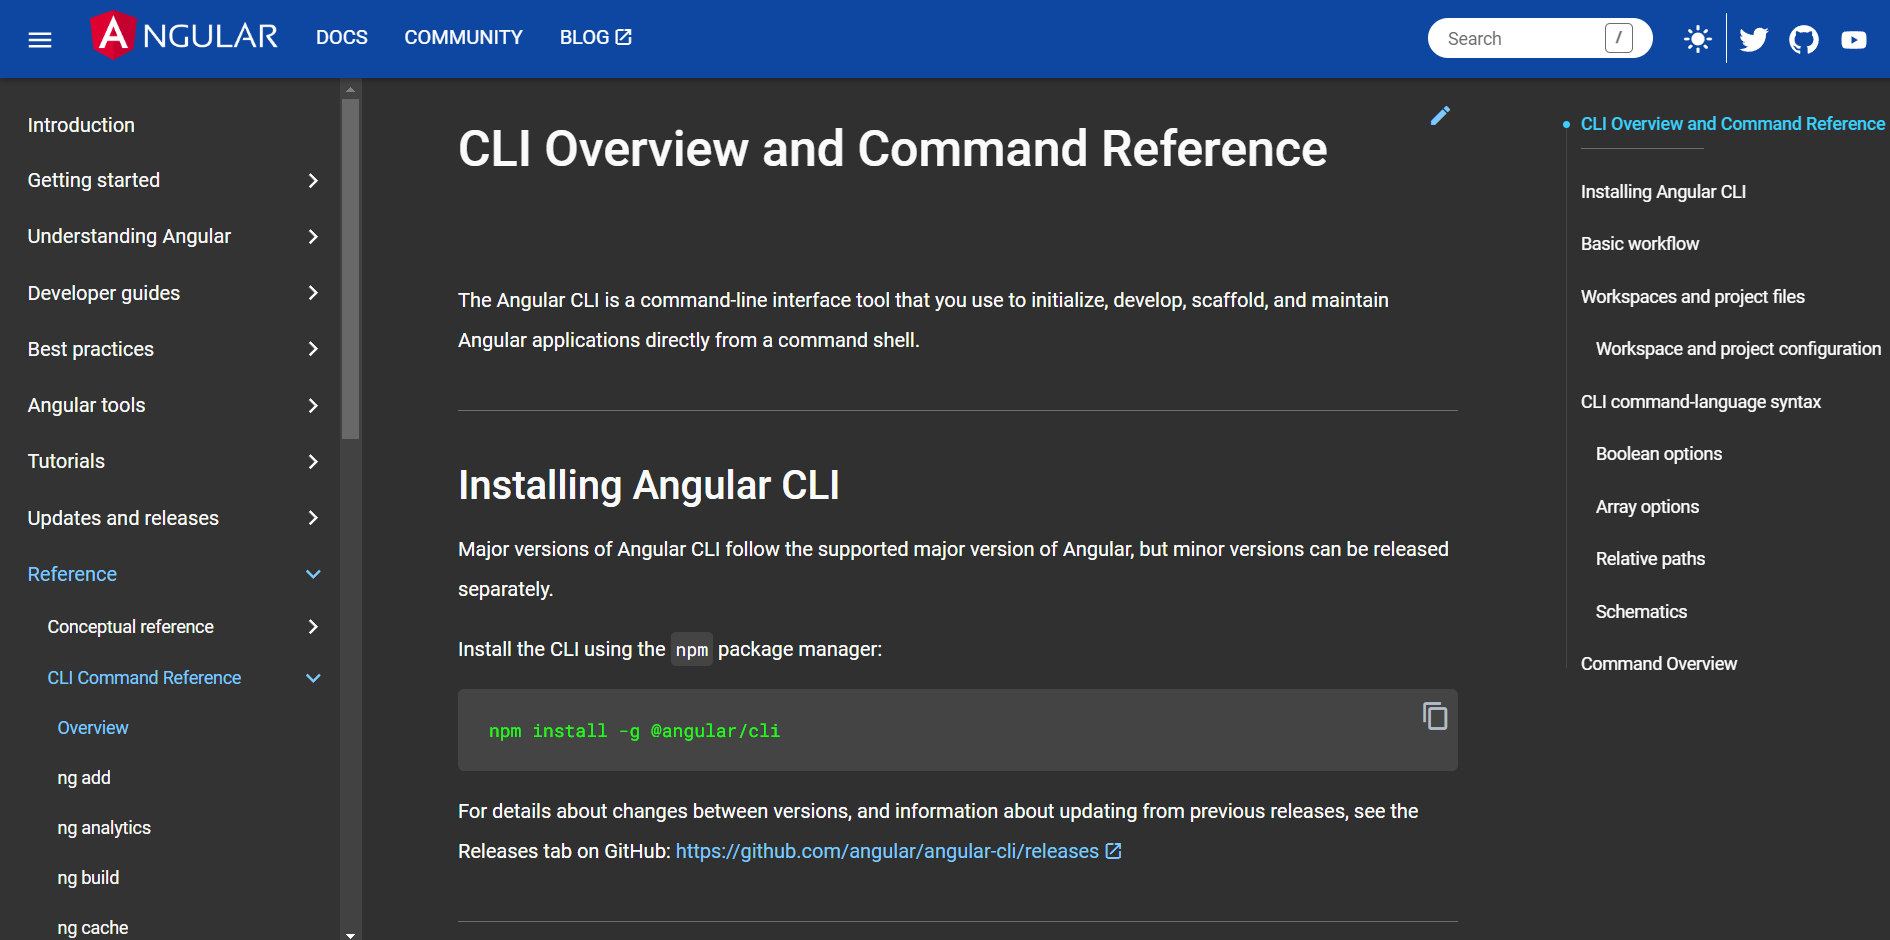 ANGULAR
DOCS
COMMUNITY
BLOG
Search
/
Introduction
Getting started
Understanding Angular
Developer guides
Best practices
Angular tools
Tutorials
Updates and releases
Reference
Conceptual reference
CLI Command Reference
Overview
ng add
ng analytics
ng build
ng cache
CLI Overview and Command Reference
The Angular CLI is a command-line interface tool that you use to initialize, develop, scaffold, and maintain
Angular applications directly from a command shell.
Installing Angular CLI
Major versions of Angular CLI follow the supported major version of Angular, but minor versions can be released
separately.
Install the CLI using the npm package manager:
npm install -g @angular/cli
For details about changes between versions, and information about updating from previous releases, see the
Releases tab on GitHub: https://github.com/angular/angular-cli/releases
CLI Overview and Command Reference
Installing Angular CLI
Basic workflow
Workspaces and project files
Workspace and project configuration
CLI command-language syntax
Boolean options
Array options
Relative paths
Schematics
Command Overview